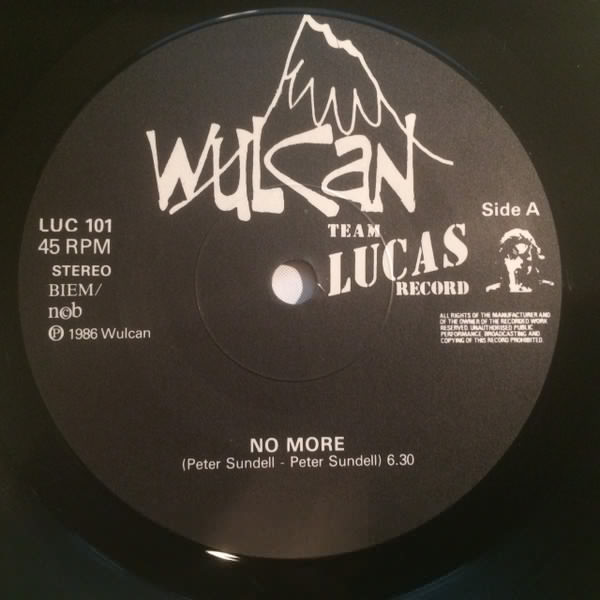 WULCAN
TEAM
LUCAS
RECORD
Side A
LUC 101
45 RPM
STEREO
BIEM/
n©b
℗ 1986 Wulcan
ALL RIGHTS OF THE MANUFACTURER AND
OF THE OWNER OF THE RECORDED WORK
RESERVED. UNAUTHORISED PUBLIC
PERFORMANCE, BROADCASTING AND
COPYING OF THIS RECORD PROHIBITED.
NO MORE
(Peter Sundell - Peter Sundell) 6.30